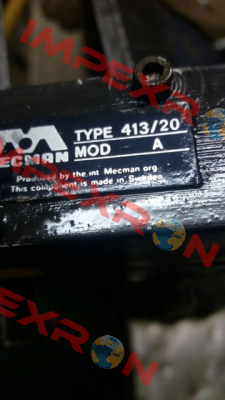 IMPEXRON
TYPE 413/20
MECMAN MOD A
Produced by the int Mecman org.
This component is made in Sweden
IMPEXRON